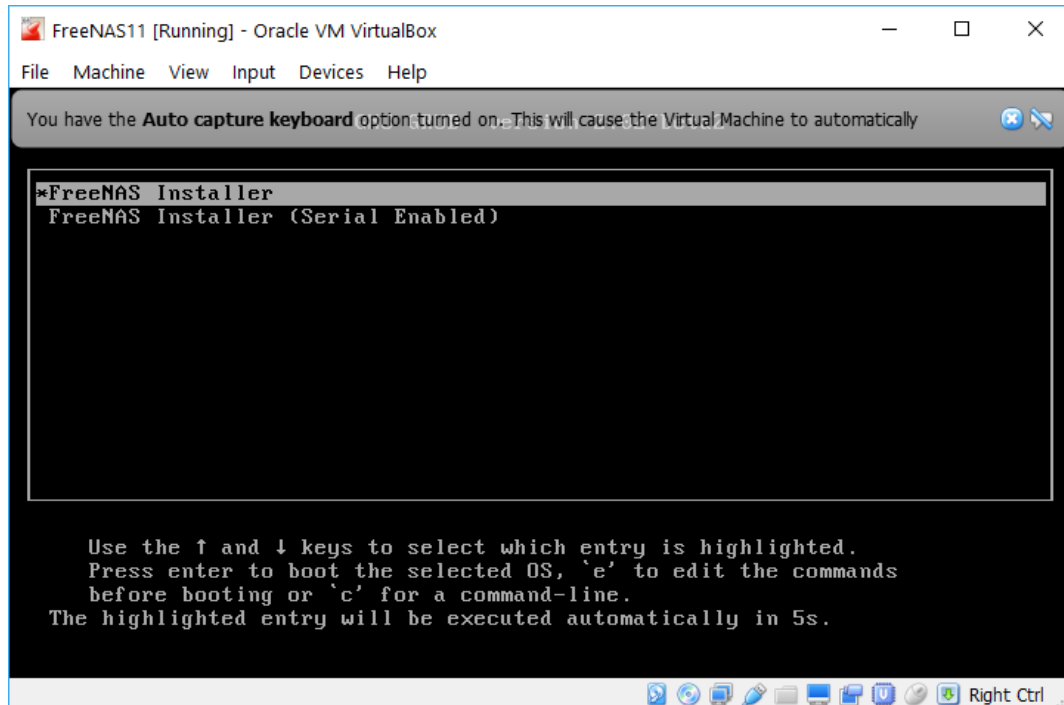 FreeNAS11 [Running] - Oracle VM VirtualBox
File Machine View Input Devices Help
You have the Auto capture keyboard option turned on. This will cause the Virtual Machine to automatically
*FreeNAS Installer
FreeNAS Installer (Serial Enabled)
Use the ↑ and ↓ keys to select which entry is highlighted.
Press enter to boot the selected OS, `e' to edit the commands
before booting or `c' for a command-line.
The highlighted entry will be executed automatically in 5s.
Right Ctrl